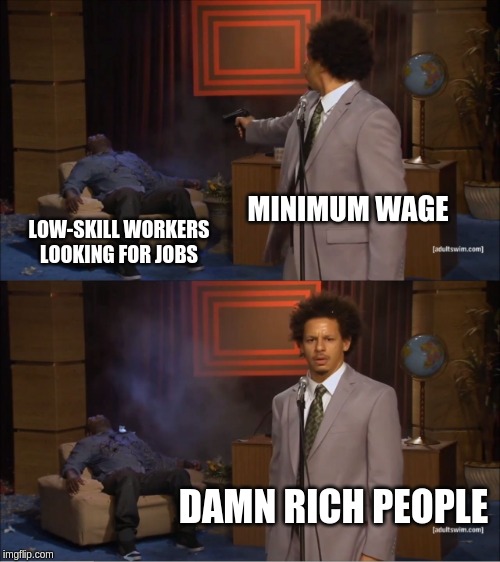 MINIMUM WAGE
LOW-SKILL WORKERS
LOOKING FOR JOBS
[adultswim.com]
DAMN RICH PEOPLE
[adultswim.com]
imgflip.com